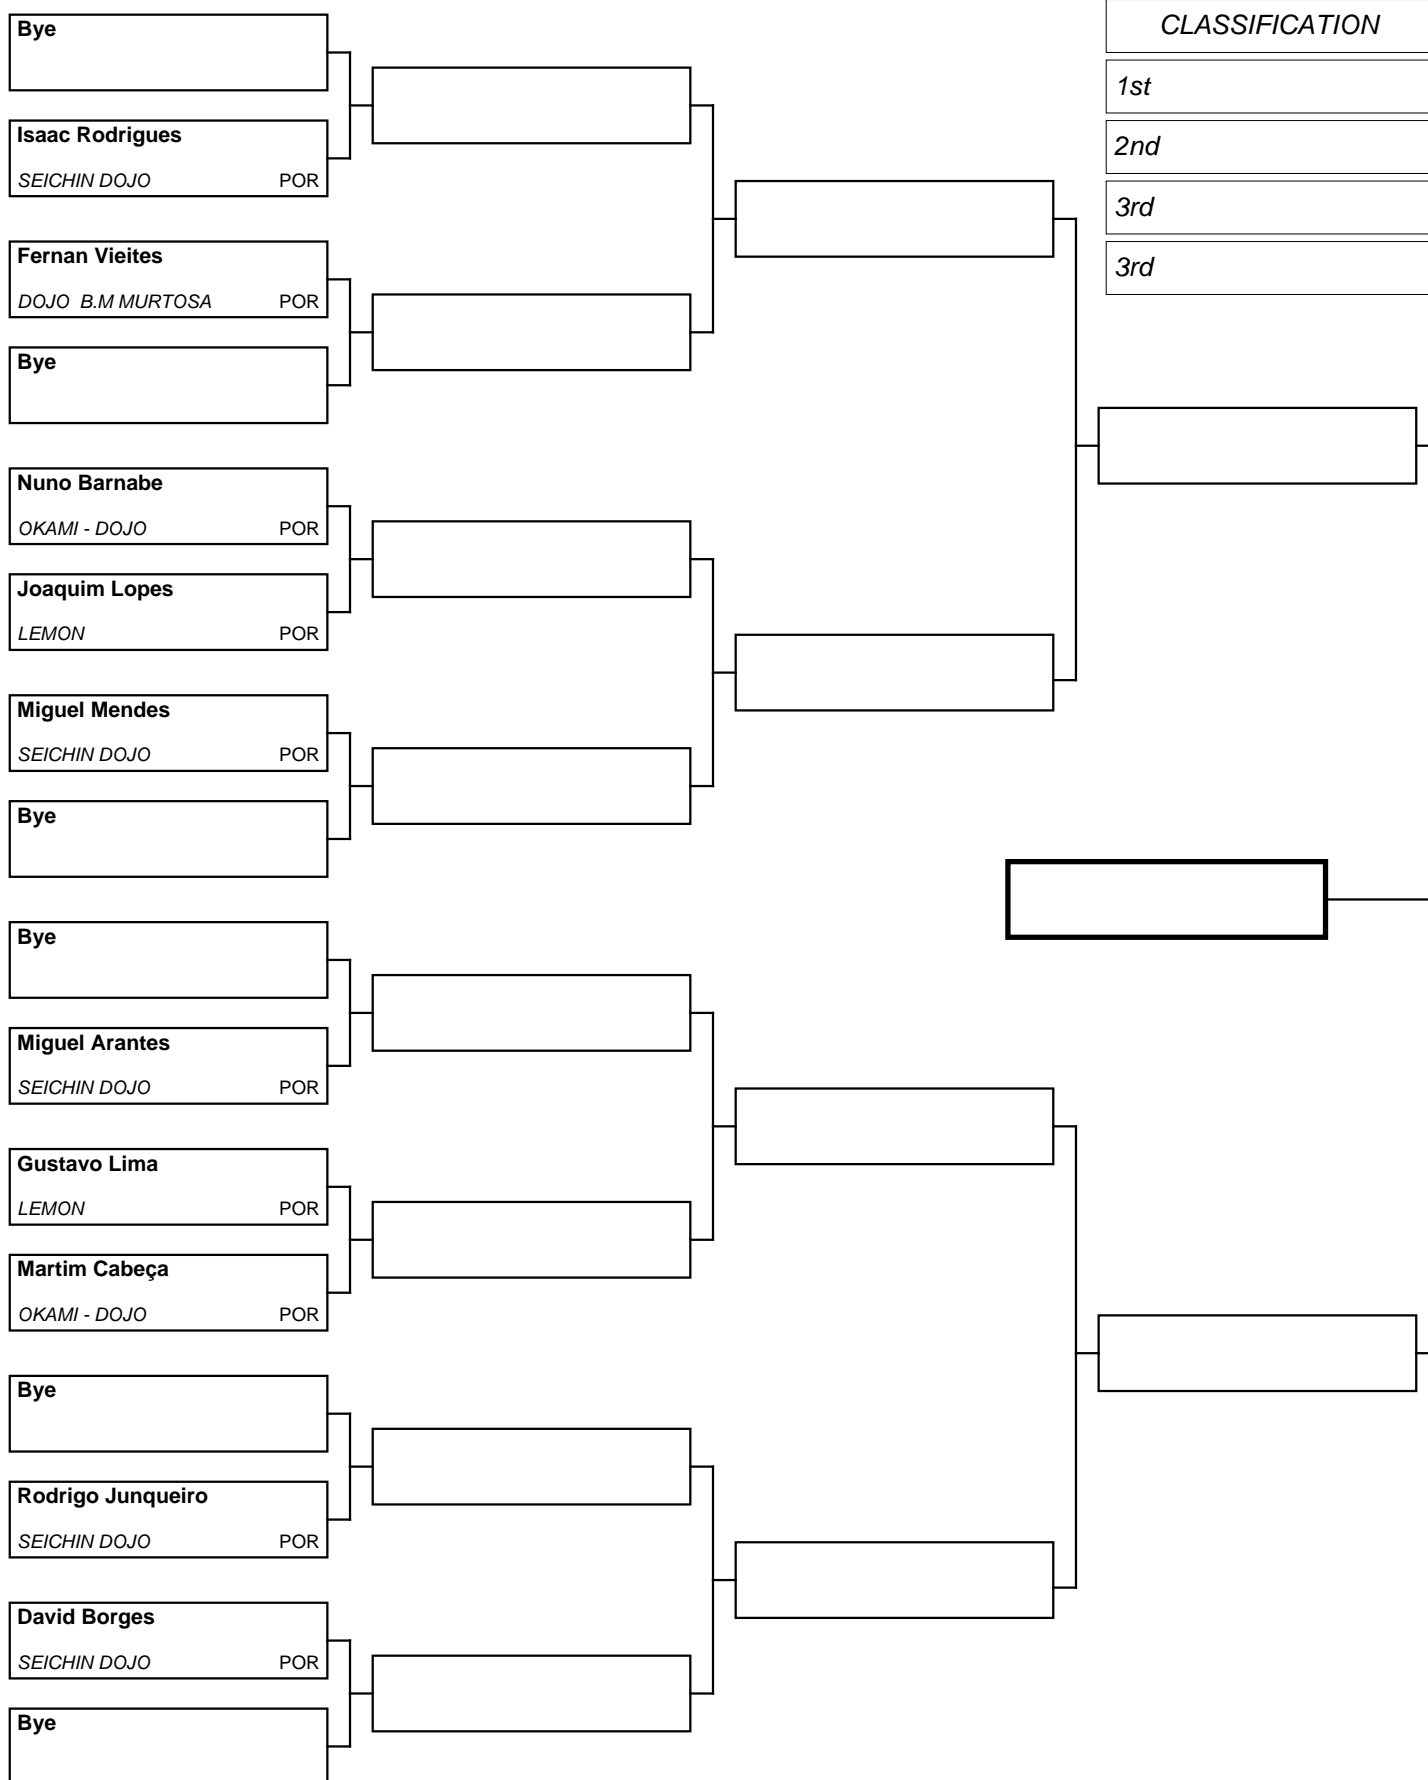 Bye
Isaac Rodrigues
SEICHIN DOJO POR
Fernan Vieites
DOJO B.M MURTOSA POR
Bye
Nuno Barnabe
OKAMI - DOJO POR
Joaquim Lopes
LEMON POR
Miguel Mendes
SEICHIN DOJO POR
Bye
Bye
Miguel Arantes
SEICHIN DOJO POR
Gustavo Lima
LEMON POR
Martim Cabeça
OKAMI - DOJO POR
Bye
Rodrigo Junqueiro
SEICHIN DOJO POR
David Borges
SEICHIN DOJO POR
Bye
CLASSIFICATION
1st
2nd
3rd
3rd